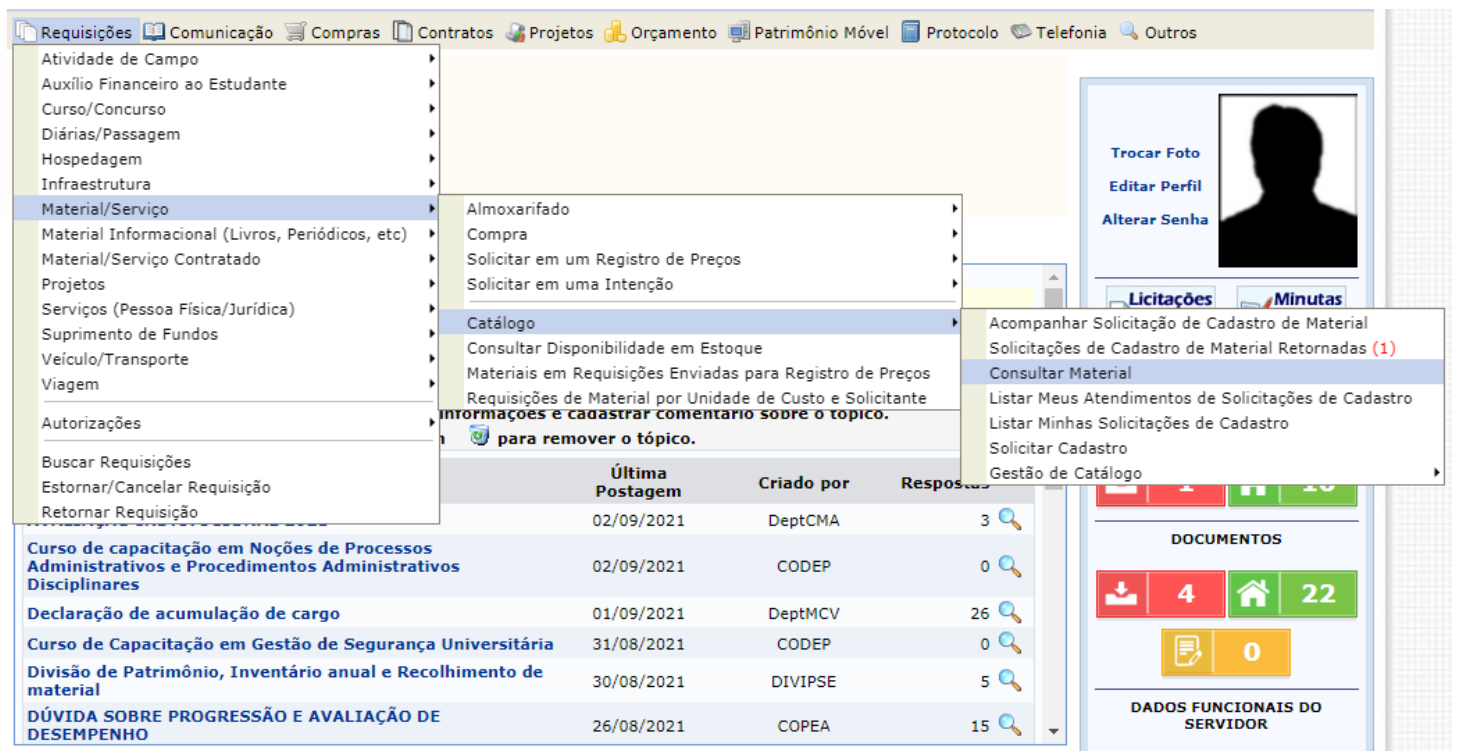 Requisições Comunicação Compras Contratos Projetos Orçamento Patrimônio Móvel Protocolo Telefonia Outros
Atividade de Campo
Auxílio Financeiro ao Estudante
Curso/Concurso
Diárias/Passagem
Hospedagem
Infraestrutura
Material/Serviço
Material Informacional (Livros, Periódicos, etc)
Material/Serviço Contratado
Projetos
Serviços (Pessoa Física/Jurídica)
Suprimento de Fundos
Veículo/Transporte
Viagem
Autorizações
Buscar Requisições
Estornar/Cancelar Requisição
Retornar Requisição
Almoxarifado
Compra
Solicitar em um Registro de Preços
Solicitar em uma Intenção
Catálogo
Consultar Disponibilidade em Estoque
Materiais em Requisições Enviadas para Registro de Preços
Requisições de Material por Unidade de Custo e Solicitante
Acompanhar Solicitação de Cadastro de Material
Solicitações de Cadastro de Material Retornadas (1)
Consultar Material
Listar Meus Atendimentos de Solicitações de Cadastro
Listar Minhas Solicitações de Cadastro
Solicitar Cadastro
Gestão de Catálogo
informações e cadastrar comentário sobre o tópico.
para remover o tópico.
Última
Postagem
Criado por
Respostas
02/09/2021 DeptCMA 3
Curso de capacitação em Noções de Processos
Administrativos e Procedimentos Administrativos
Disciplinares
02/09/2021 CODEP 0
Declaração de acumulação de cargo 01/09/2021 DeptMCV 26
Curso de Capacitação em Gestão de Segurança Universitária 31/08/2021 CODEP 0
Divisão de Patrimônio, Inventário anual e Recolhimento de
material
30/08/2021 DIVIPSE 5
DÚVIDA SOBRE PROGRESSÃO E AVALIAÇÃO DE
DESEMPENHO
26/08/2021 COPEA 15
Trocar Foto
Editar Perfil
Alterar Senha
Licitações Minutas
1 10
DOCUMENTOS
4 22
0
DADOS FUNCIONAIS DO
SERVIDOR